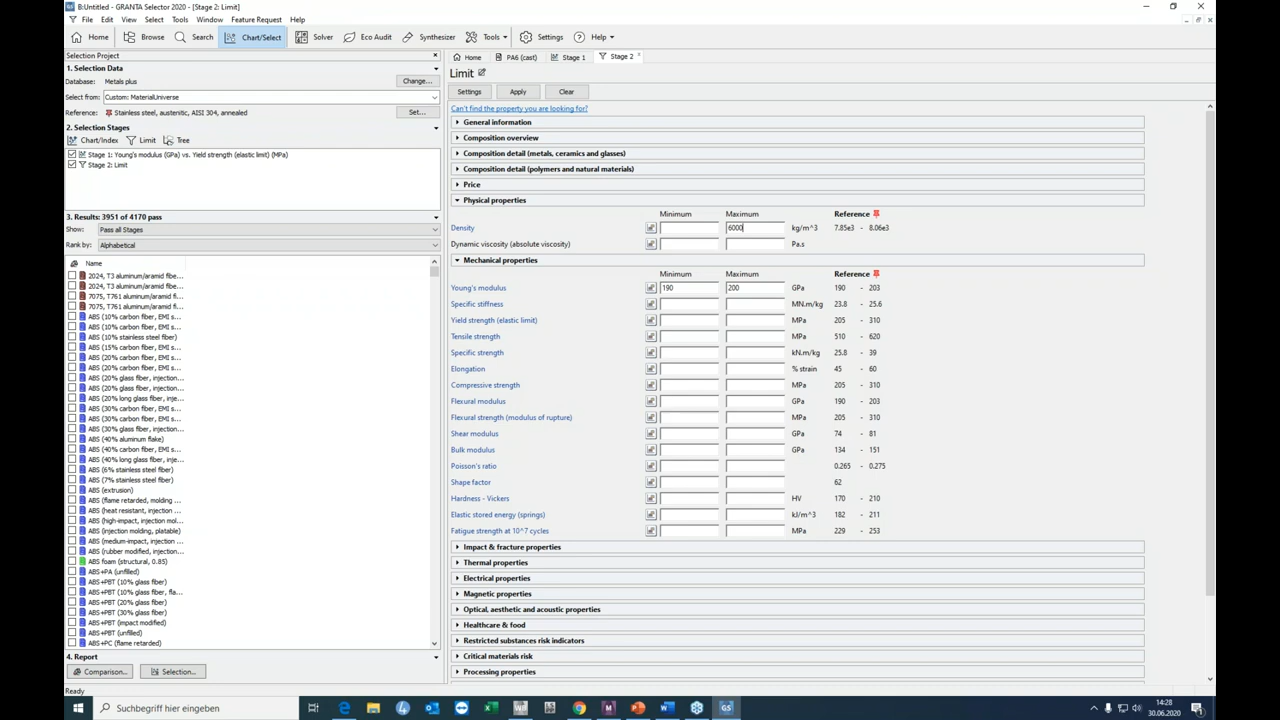 B:Untitled - GRANTA Selector 2020 - [Stage 2: Limit]
File Edit View Select Tools Window Feature Request Help
Home Browse Search Chart/Select Solver Eco Audit Synthesizer Tools Settings Help
Selection Project
1. Selection Data
Database: Metals plus Change...
Select from: Custom: MaterialUniverse
Reference: Stainless steel, austenitic, AISI 304, annealed Set...
2. Selection Stages
Chart/Index Limit Tree
Stage 1: Young's modulus (GPa) vs. Yield strength (elastic limit) (MPa)
Stage 2: Limit
3. Results: 3951 of 4170 pass
Show: Pass all Stages
Rank by: Alphabetical
Name
2024, T3 aluminum/aramid fibe...
2024, T3 aluminum/aramid fibe...
7075, T761 aluminum/aramid fi...
7075, T761 aluminum/aramid fi...
ABS (10% carbon fiber, EMI s...
ABS (10% carbon fiber, EMI s...
ABS (10% stainless steel fiber)
ABS (15% carbon fiber, EMI s...
ABS (20% carbon fiber, EMI s...
ABS (20% carbon fiber, EMI s...
ABS (20% glass fiber, injection...
ABS (20% glass fiber, injection...
ABS (20% long glass fiber, inje...
ABS (30% carbon fiber, EMI s...
ABS (30% carbon fiber, EMI s...
ABS (30% glass fiber, injection...
ABS (40% aluminum flake)
ABS (40% carbon fiber, EMI s...
ABS (40% long glass fiber, inje...
ABS (6% stainless steel fiber)
ABS (7% stainless steel fiber)
ABS (extrusion)
ABS (flame retarded, molding ...
ABS (heat resistant, injection ...
ABS (high-impact, injection mol...
ABS (injection molding, platable)
ABS (medium-impact, injection ...
ABS (rubber modified, injection...
ABS foam (structural, 0.85)
ABS+PA (unfilled)
ABS+PBT (10% glass fiber)
ABS+PBT (10% glass fiber, fla...
ABS+PBT (20% glass fiber)
ABS+PBT (30% glass fiber)
ABS+PBT (impact modified)
ABS+PBT (unfilled)
ABS+PC (flame retarded)
4. Report
Comparison... Selection...
Ready
Home PA6 (cast) Stage 1 Stage 2
Limit
Settings Apply Clear
Can't find the property you are looking for?
General information
Composition overview
Composition detail (metals, ceramics and glasses)
Composition detail (polymers and natural materials)
Price
Physical properties
Minimum Maximum Reference
Density 6000 kg/m^3 7.85e3 - 8.06e3
Dynamic viscosity (absolute viscosity) Pa.s
Mechanical properties
Minimum Maximum Reference
Young's modulus 190 200 GPa 190 - 203
Specific stiffness MN.m/kg 23.8 - 25.6
Yield strength (elastic limit) MPa 205 - 310
Tensile strength MPa 510 - 620
Specific strength kN.m/kg 25.8 - 39
Elongation % strain 45 - 60
Compressive strength MPa 205 - 310
Flexural modulus GPa 190 - 203
Flexural strength (modulus of rupture) MPa 205 - 310
Shear modulus GPa 74 - 81
Bulk modulus GPa 134 - 151
Poisson's ratio 0.265 - 0.275
Shape factor 62
Hardness - Vickers HV 170 - 210
Elastic stored energy (springs) kJ/m^3 182 - 211
Fatigue strength at 10^7 cycles MPa 229 - 253
Impact & fracture properties
Thermal properties
Electrical properties
Magnetic properties
Optical, aesthetic and acoustic properties
Healthcare & food
Restricted substances risk indicators
Critical materials risk
Processing properties
Suchbegriff hier eingeben
GS
14:28
30.06.2020